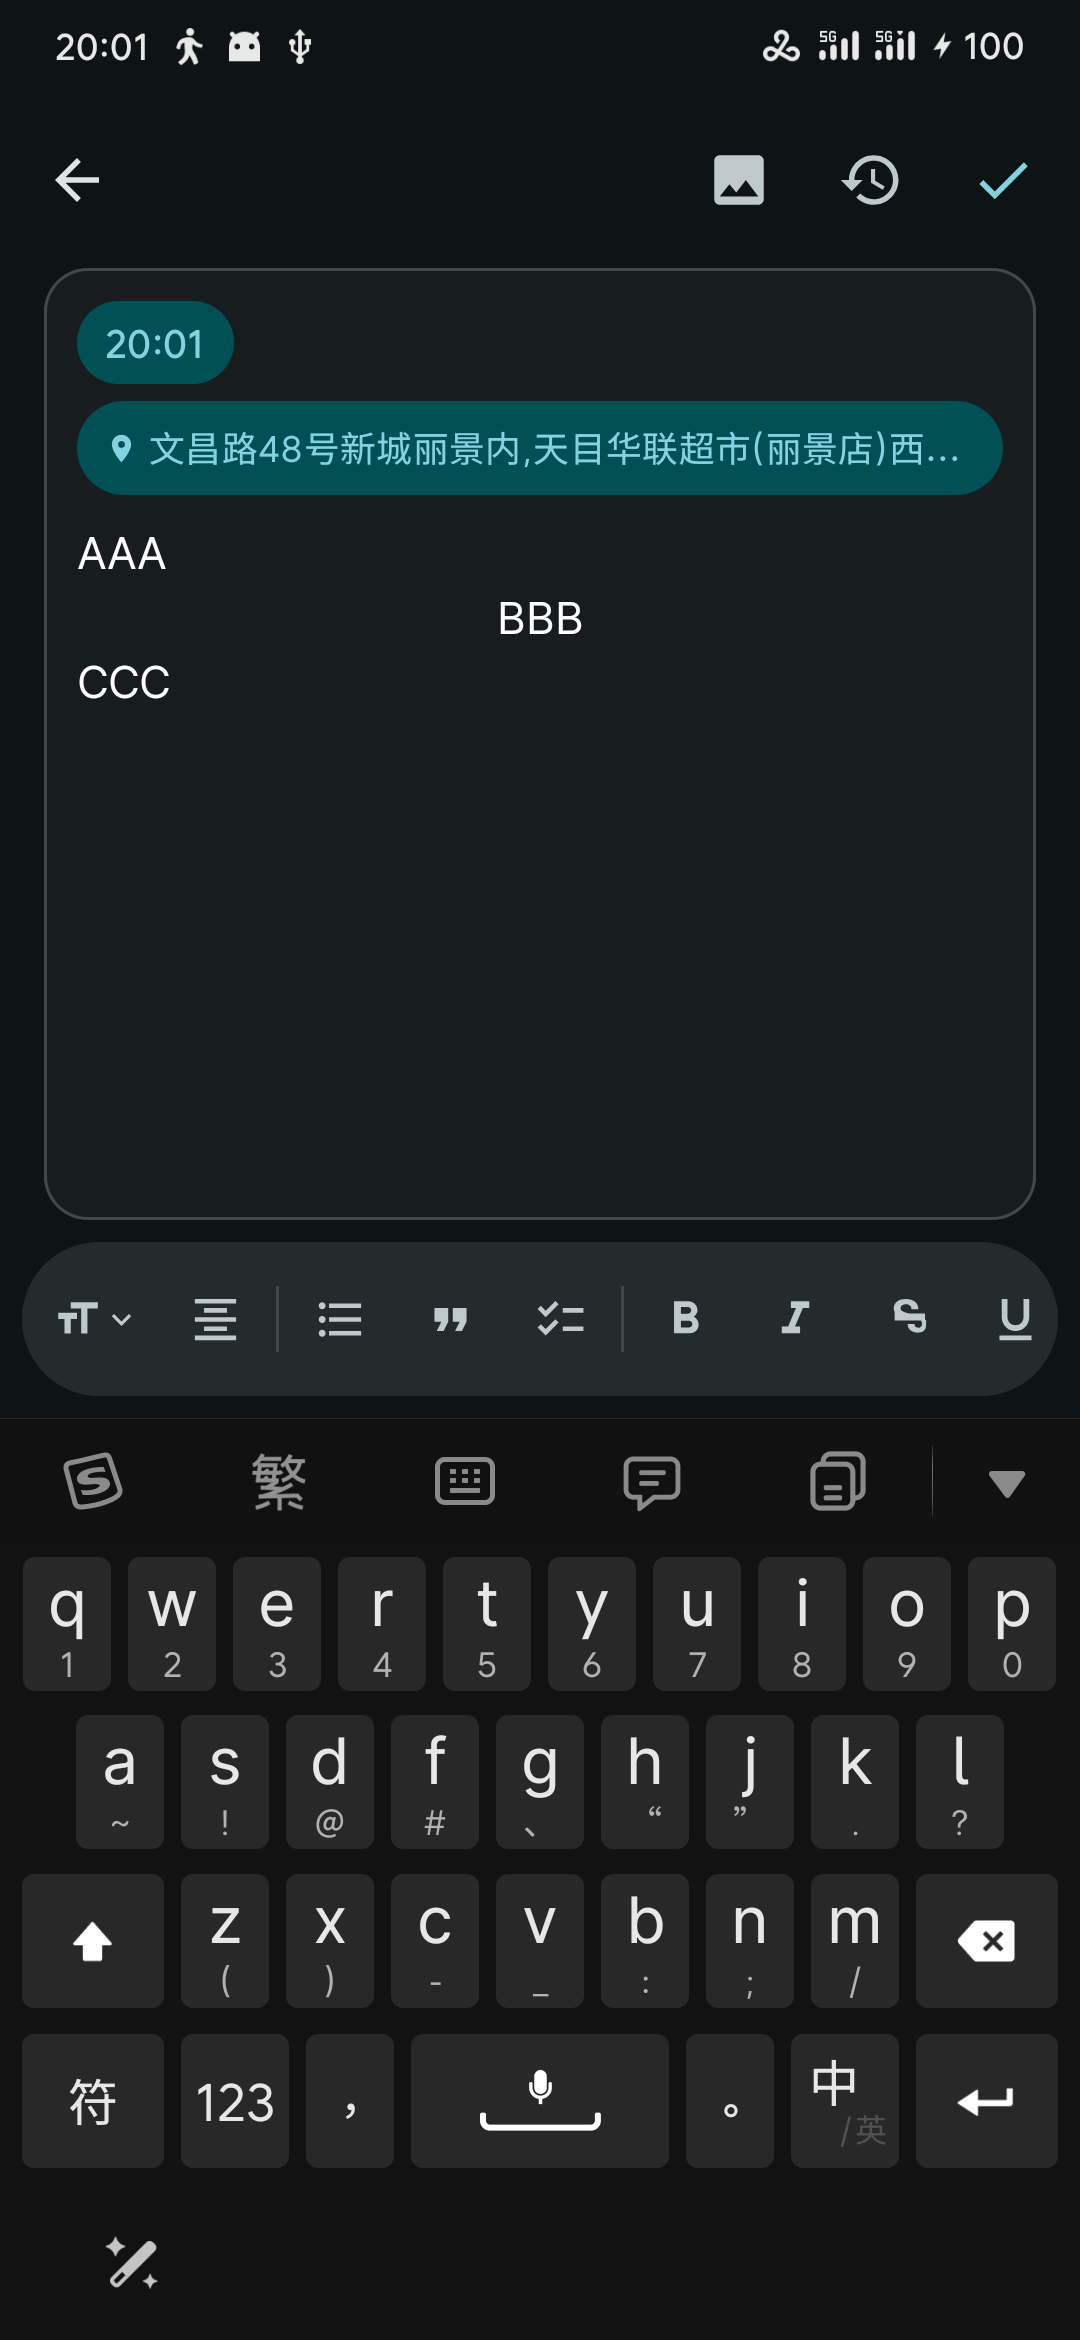 20:01 5G 5G 100
20:01
文昌路48号新城丽景内,天目华联超市(丽景店)西...
AAA
BBB
CCC
B I S U
繁
q w e r t y u i o p
1 2 3 4 5 6 7 8 9 0
a s d f g h j k l
~ ! @ # 、 “ ” . ?
z x c v b n m
( ) - _ : ; /
符 123 ， 。 中/英